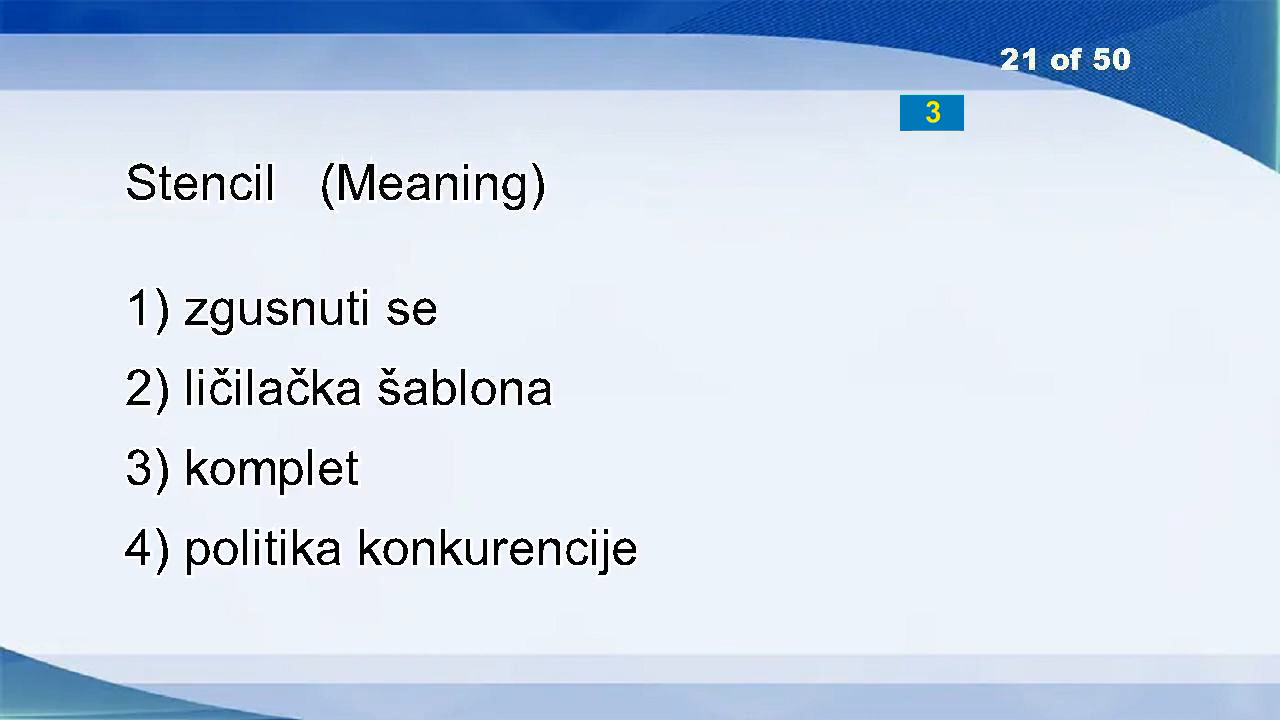 21 of 50
3
Stencil (Meaning)
1) zgusnuti se
2) ličilačka šablona
3) komplet
4) politika konkurencije